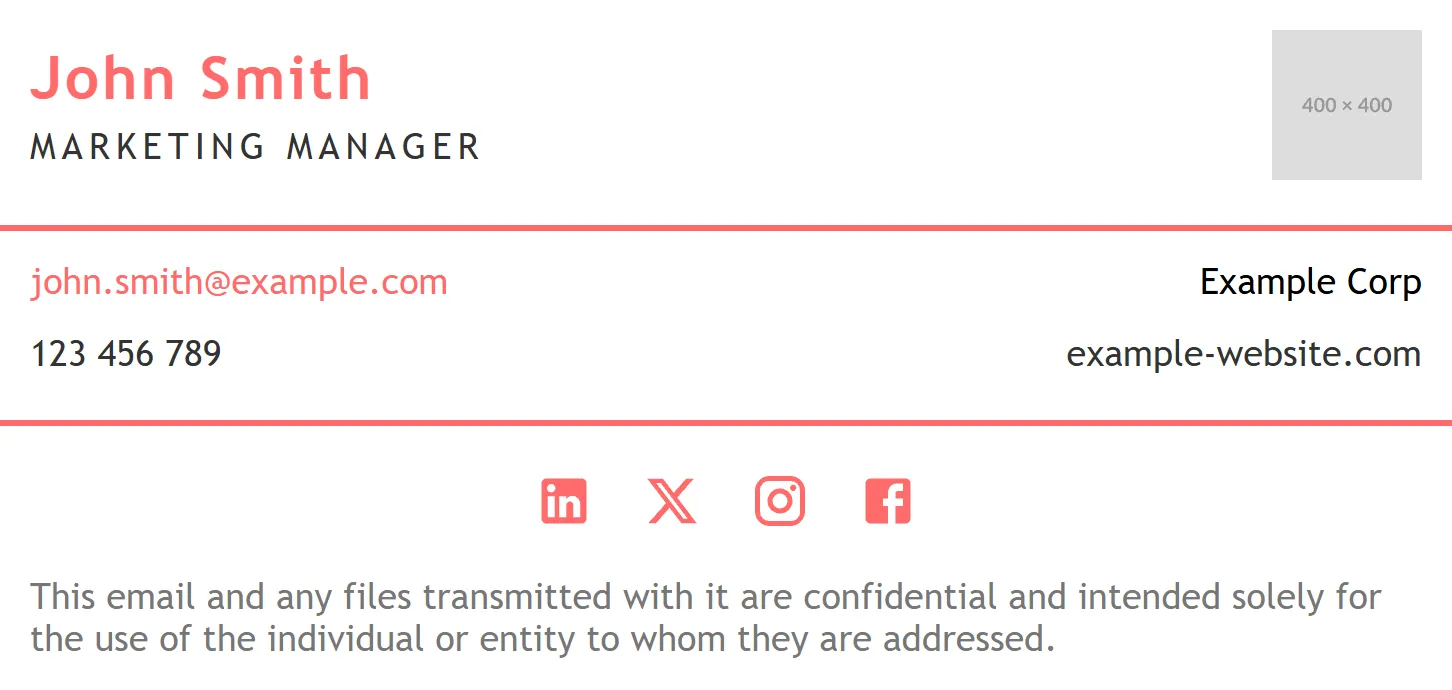 John Smith
400 × 400
MARKETING MANAGER
john.smith@example.com
Example Corp
123 456 789
example-website.com
in
X
f
This email and any files transmitted with it are confidential and intended solely for
the use of the individual or entity to whom they are addressed.